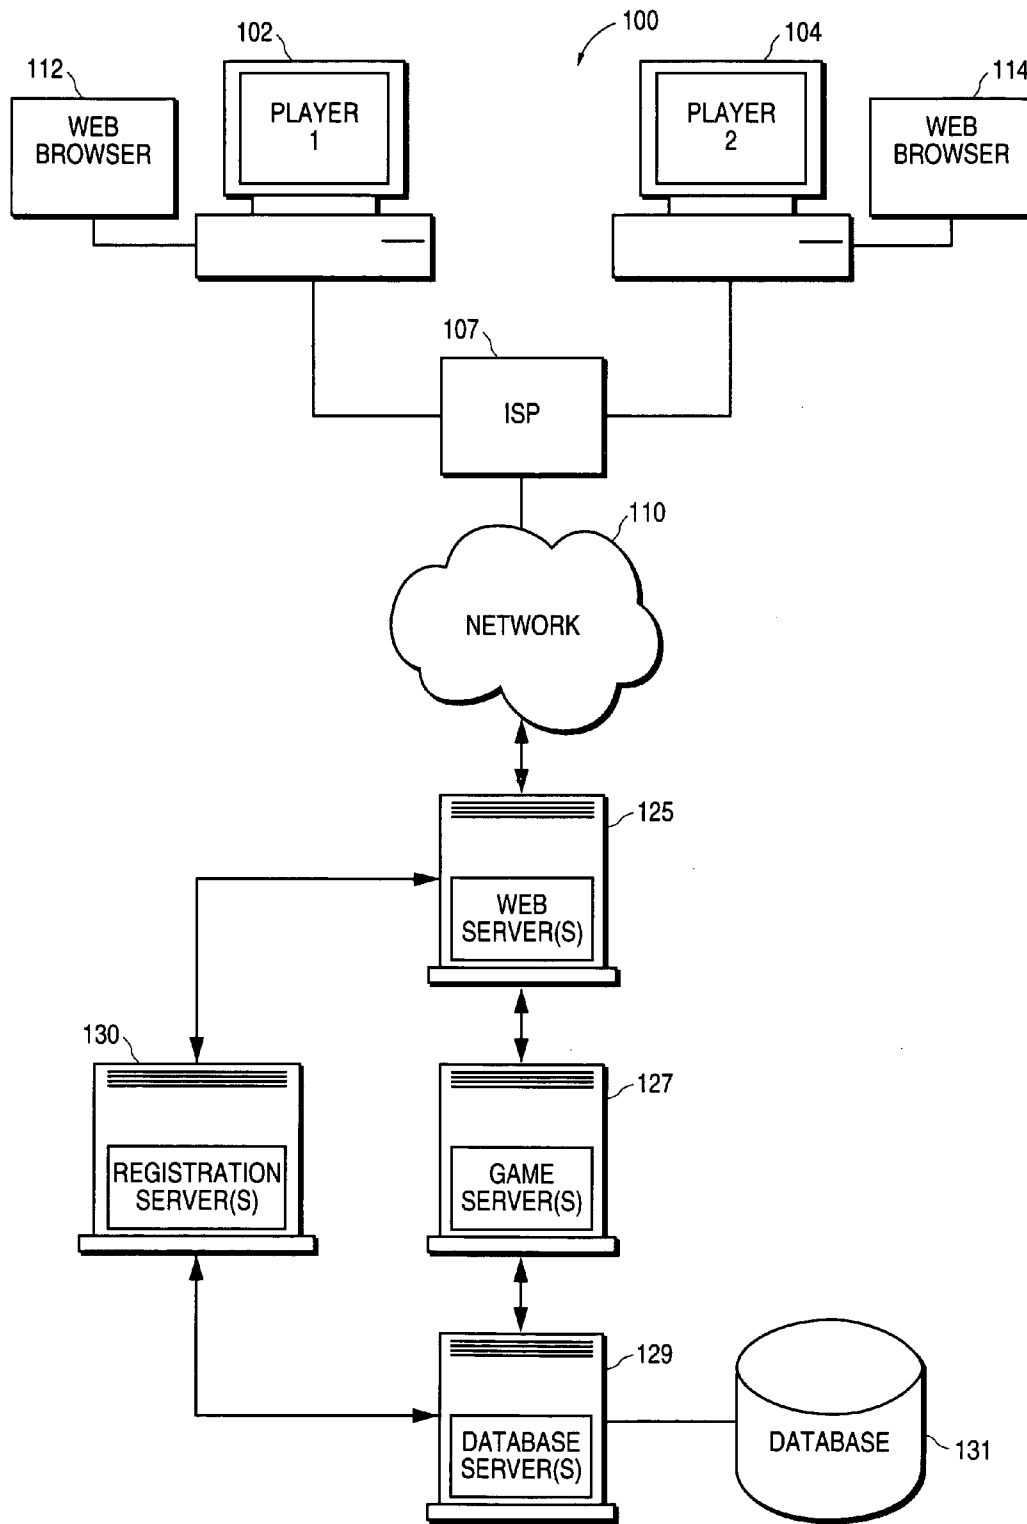 102
100
104
112
114
WEB
BROWSER
PLAYER
1
PLAYER
2
WEB
BROWSER
107
ISP
110
NETWORK
125
WEB
SERVER(S)
130
127
REGISTRATION
SERVER(S)
GAME
SERVER(S)
129
DATABASE
SERVER(S)
DATABASE
131